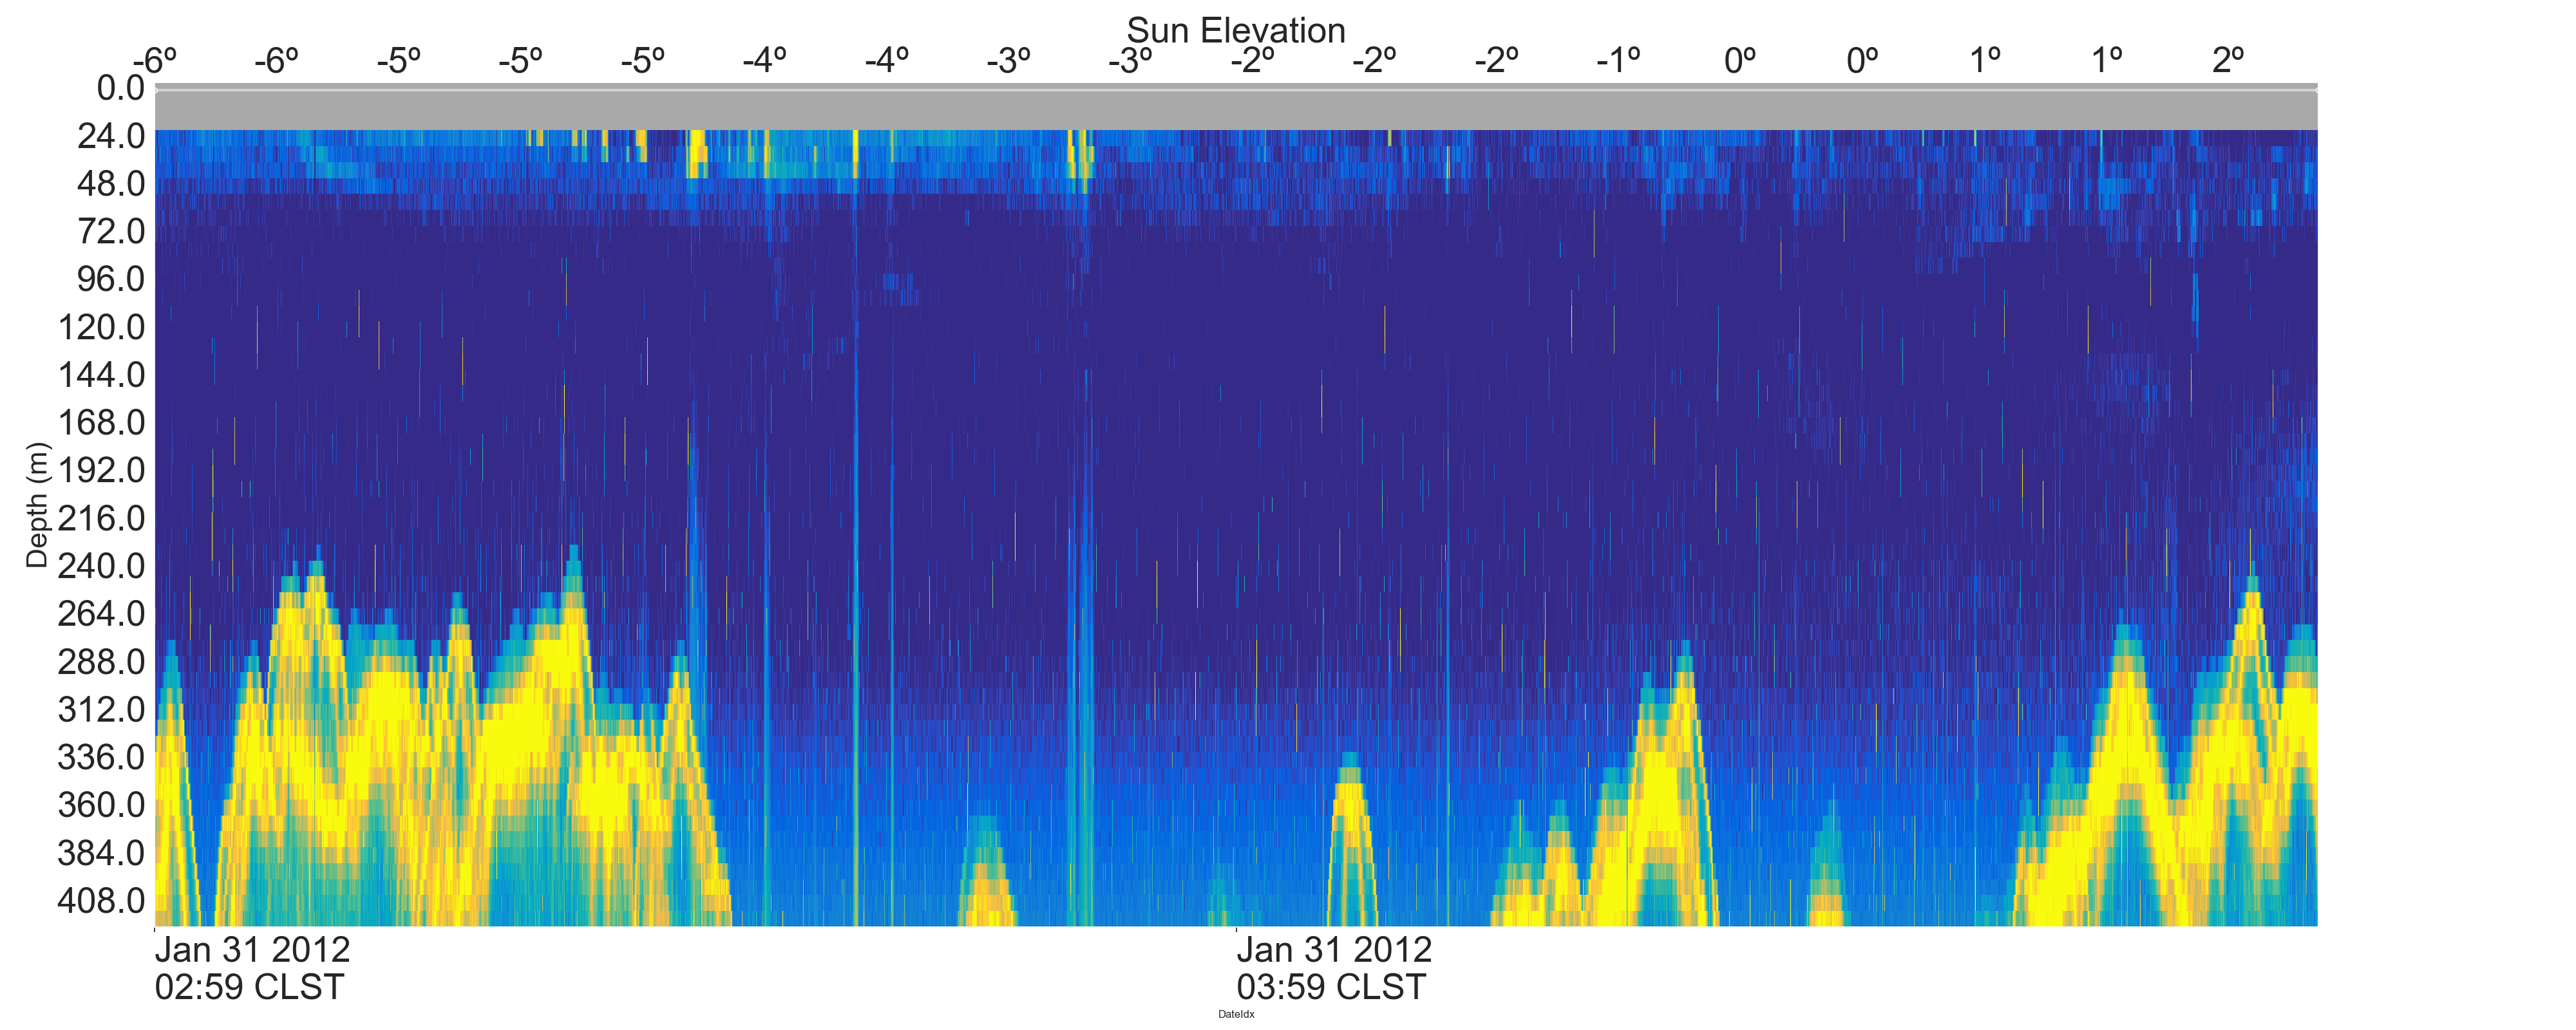 Sun Elevation
-6º -6º -5º -5º -5º -4º -4º -3º -3º -2º -2º -2º -1º 0º 0º 1º 1º 2º
0.0
24.0
48.0
72.0
96.0
120.0
144.0
168.0
192.0
216.0
240.0
264.0
288.0
312.0
336.0
360.0
384.0
408.0
Depth (m)
Jan 31 2012
02:59 CLST
Jan 31 2012
03:59 CLST
DateIdx